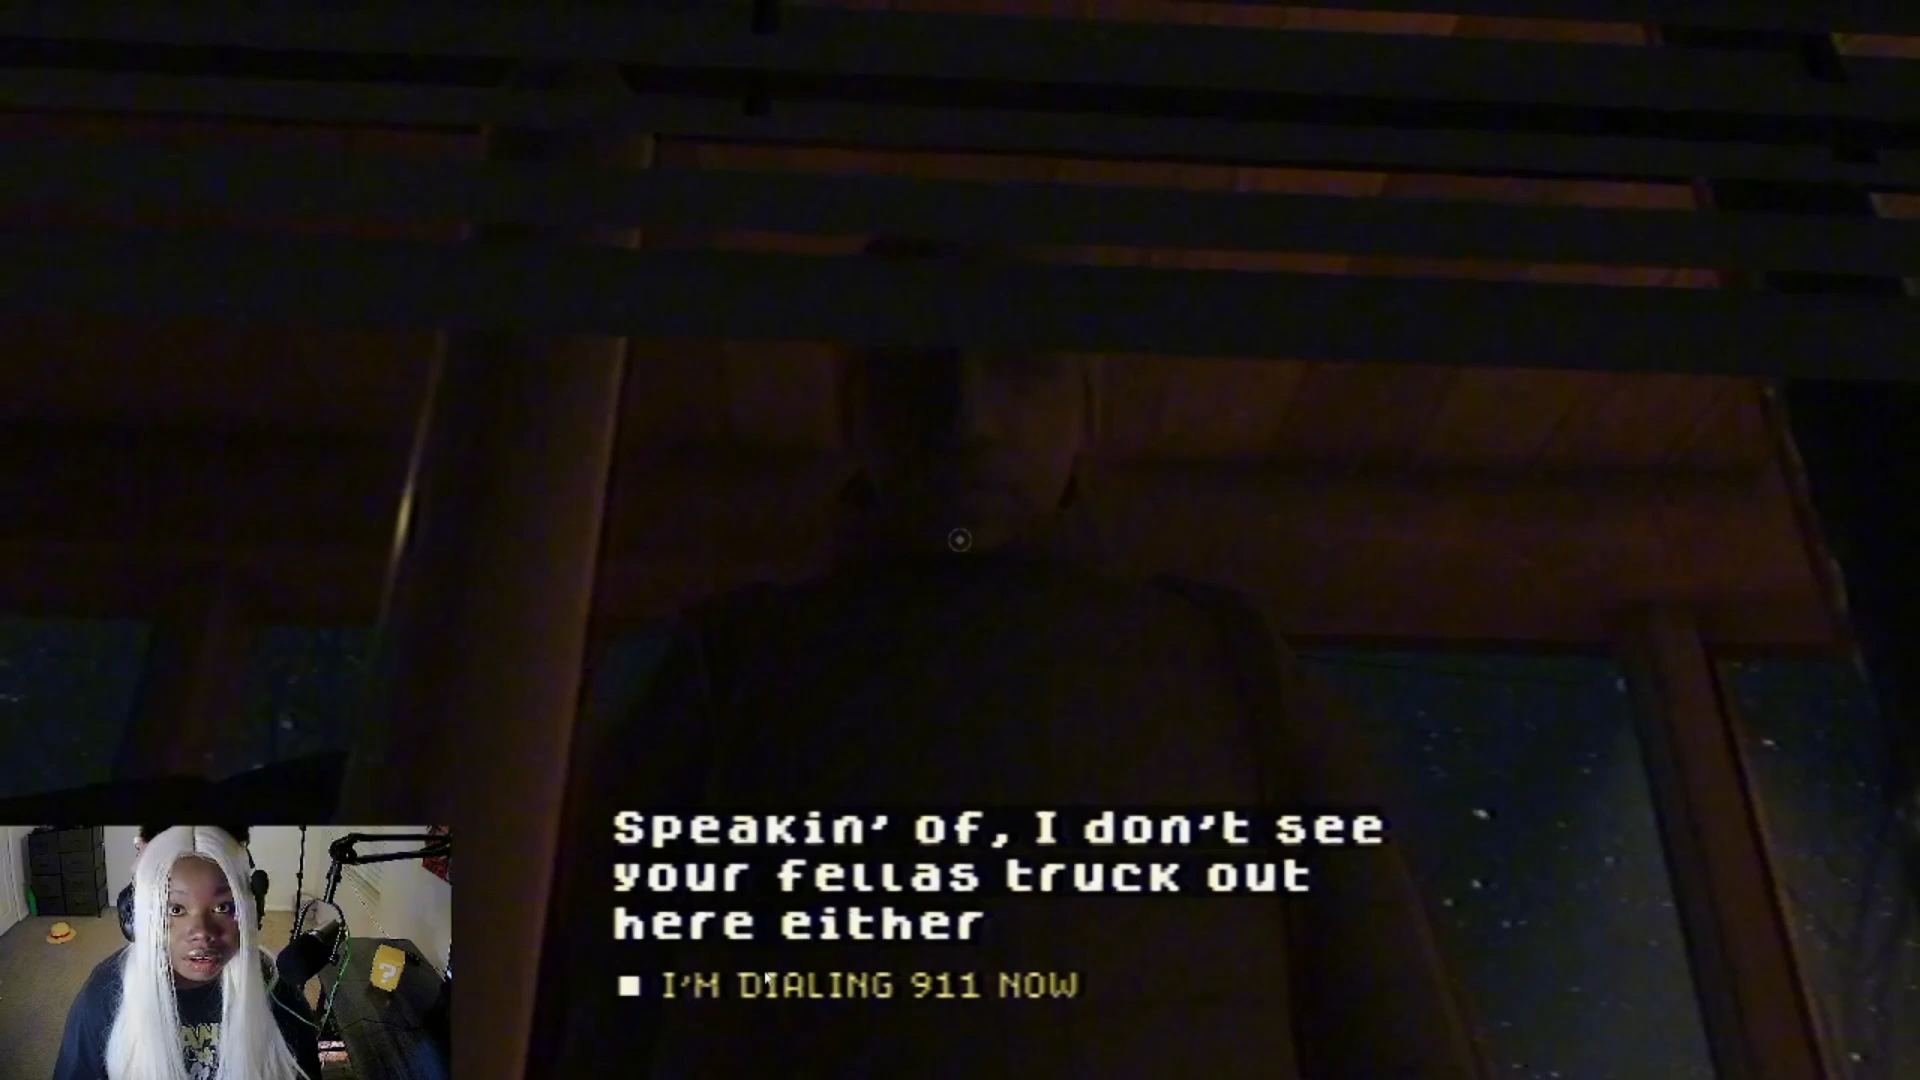 Speakin' of, I don't see
your fellas truck out
here either
I'M DIALING 911 NOW
?